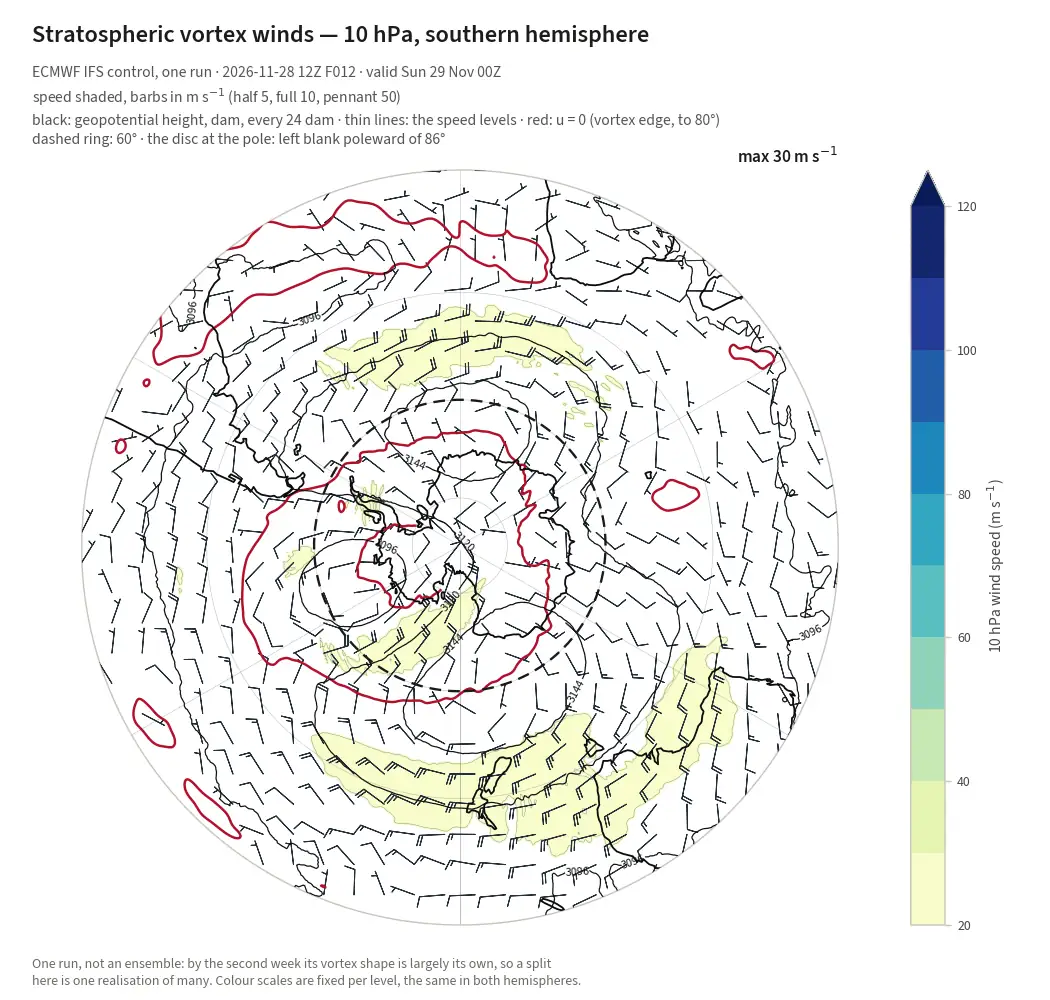 Stratospheric vortex winds — 10 hPa, southern hemisphere
ECMWF IFS control, one run · 2026-11-28 12Z F012 · valid Sun 29 Nov 00Z
speed shaded, barbs in m s⁻¹ (half 5, full 10, pennant 50)
black: geopotential height, dam, every 24 dam · thin lines: the speed levels · red: u = 0 (vortex edge, to 80°)
dashed ring: 60° · the disc at the pole: left blank poleward of 86°
max 30 m s⁻¹
120
100
80
60
40
20
10 hPa wind speed (m s⁻¹)
3096
3096
3144
3120
3096
3144
3096
3144
3096
3096
One run, not an ensemble: by the second week its vortex shape is largely its own, so a split
here is one realisation of many. Colour scales are fixed per level, the same in both hemispheres.